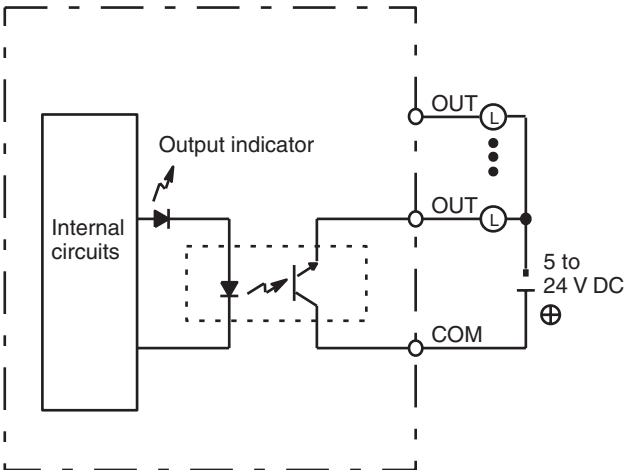 OUT
L
Output indicator
OUT
L
Internal
circuits
5 to
24 V DC
COM